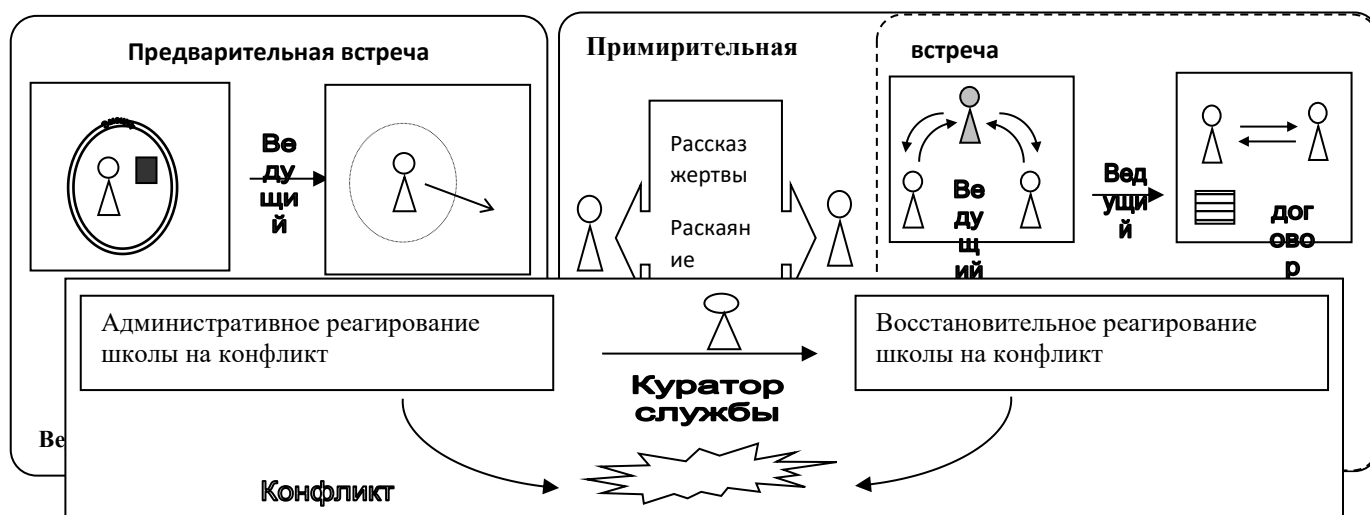 Предварительная встреча
Ве
ду
щи
й
Примирительная
встреча
Рассказ
жертвы
Раскаян
ие
Ве
ду
щ
ий
Вед
ущи
й
дог
ово
р
Административное реагирование
школы на конфликт
Куратор
службы
Восстановительное реагирование
школы на конфликт
Ве
Конфликт